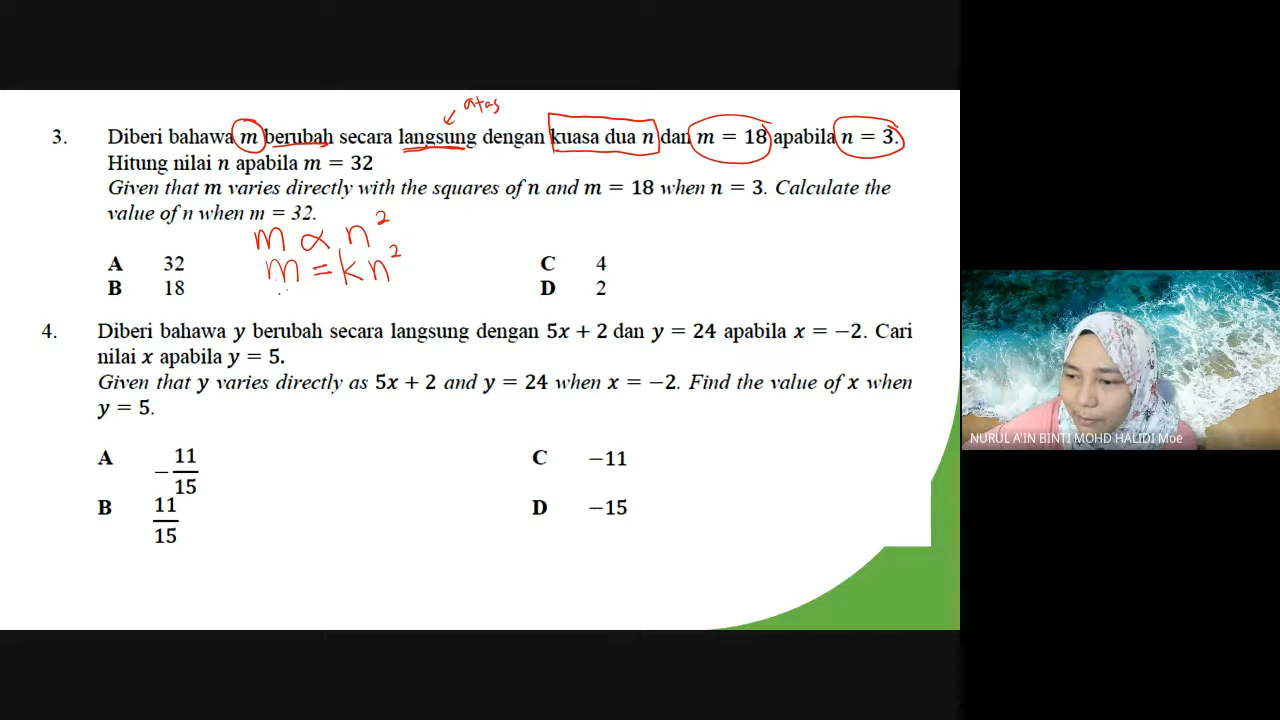 atas
3. Diberi bahawa m berubah secara langsung dengan kuasa dua n dan m = 18 apabila n = 3.
Hitung nilai n apabila m = 32
Given that m varies directly with the squares of n and m = 18 when n = 3. Calculate the
value of n when m = 32.
m ∝ n²
m = kn²
A 32 C 4
B 18 D 2
4. Diberi bahawa y berubah secara langsung dengan 5x + 2 dan y = 24 apabila x = −2. Cari
nilai x apabila y = 5.
Given that y varies directly as 5x + 2 and y = 24 when x = −2. Find the value of x when
y = 5.
A −11/15 C −11
B 11/15 D −15
NURUL A'IN BINTI MOHD HALIDI Moe